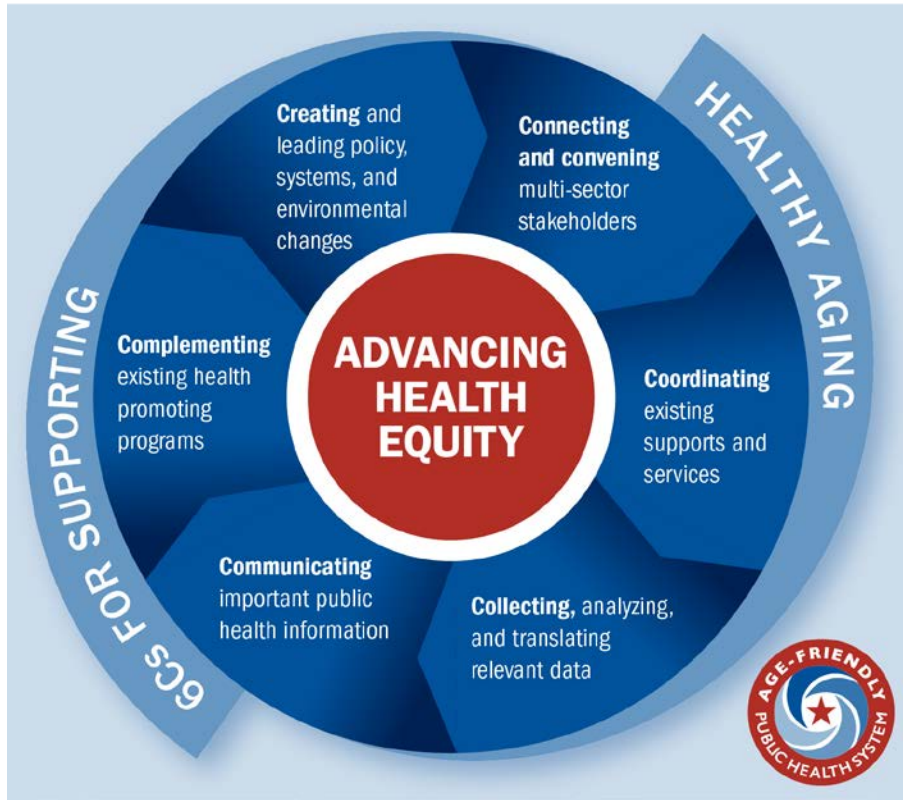 6Cs FOR SUPPORTING
HEALTHY AGING
Creating and
leading policy,
systems, and
environmental
changes
Connecting
and convening
multi-sector
stakeholders
Coordinating
existing
supports and
services
Collecting, analyzing,
and translating
relevant data
Communicating
important public
health information
Complementing
existing health
promoting
programs
ADVANCING
HEALTH
EQUITY
AGE-FRIENDLY
PUBLIC HEALTH SYSTEM